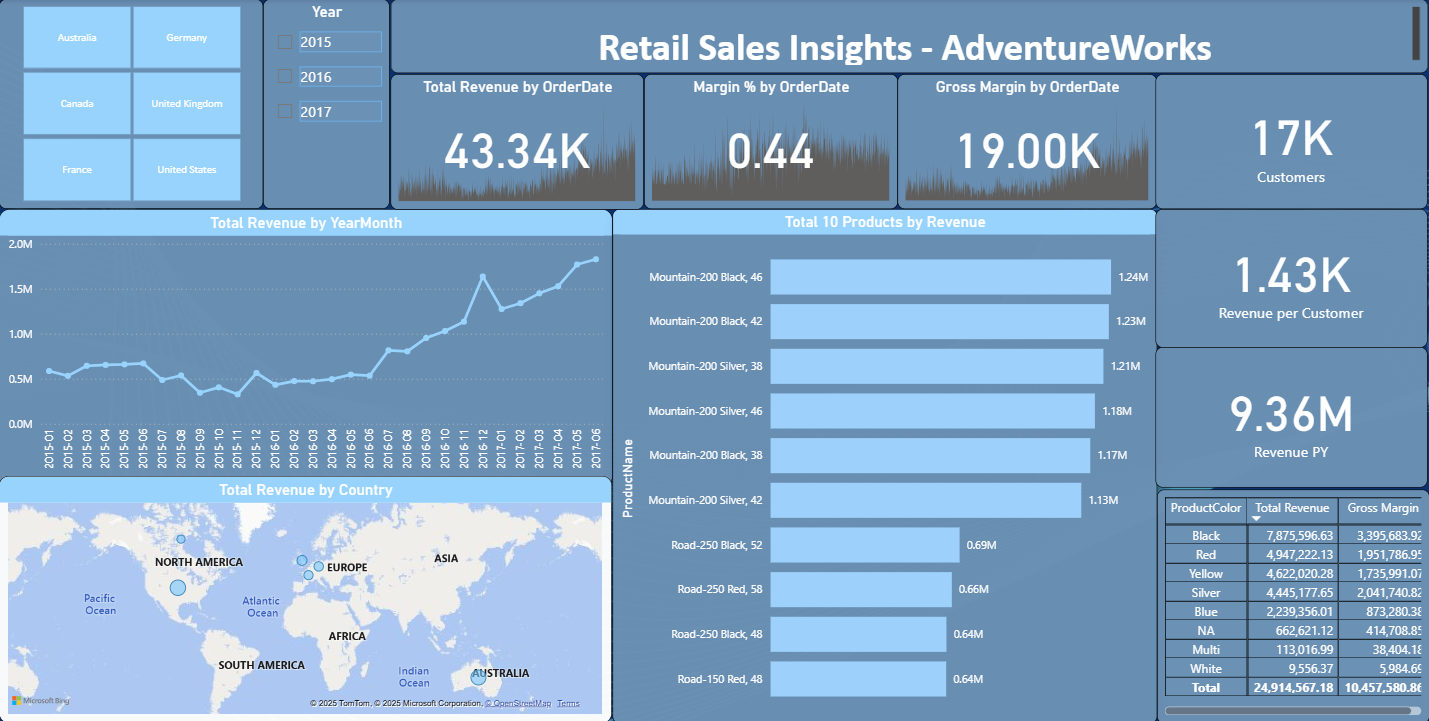 Australia
Germany
Canada
United Kingdom
France
United States
Year
2015
2016
2017
Retail Sales Insights - AdventureWorks
Total Revenue by OrderDate
43.34K
Margin % by OrderDate
0.44
Gross Margin by OrderDate
19.00K
17K
Customers
Total Revenue by YearMonth
2.0M
1.5M
1.0M
0.5M
0.0M
2015-01
2015-02
2015-03
2015-04
2015-05
2015-06
2015-07
2015-08
2015-09
2015-10
2015-11
2015-12
2016-01
2016-02
2016-03
2016-04
2016-05
2016-06
2016-07
2016-08
2016-09
2016-10
2016-11
2016-12
2017-01
2017-02
2017-03
2017-04
2017-05
2017-06
Total 10 Products by Revenue
ProductName
Mountain-200 Black, 46 1.24M
Mountain-200 Black, 42 1.23M
Mountain-200 Silver, 38 1.21M
Mountain-200 Silver, 46 1.18M
Mountain-200 Black, 38 1.17M
Mountain-200 Silver, 42 1.13M
Road-250 Black, 52 0.69M
Road-250 Red, 58 0.66M
Road-250 Black, 48 0.64M
Road-150 Red, 48 0.64M
1.43K
Revenue per Customer
9.36M
Revenue PY
Total Revenue by Country
NORTH AMERICA
EUROPE
ASIA
Pacific
Ocean
Atlantic
Ocean
AFRICA
SOUTH AMERICA
Indian
Ocean
AUSTRALIA
Microsoft Bing
© 2025 TomTom, © 2025 Microsoft Corporation, © OpenStreetMap Terms
ProductColor Total Revenue Gross Margin
Black 7,875,596.63 3,395,683.92
Red 4,947,222.13 1,951,786.95
Yellow 4,622,020.28 1,735,991.07
Silver 4,445,177.65 2,041,740.82
Blue 2,239,356.01 873,280.38
NA 662,621.12 414,708.85
Multi 113,016.99 38,404.18
White 9,556.37 5,984.69
Total 24,914,567.18 10,457,580.86